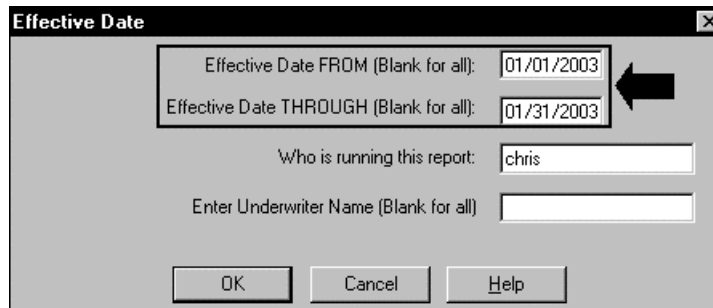 Effective Date
Effective Date FROM (Blank for all): 01/01/2003
Effective Date THROUGH (Blank for all): 01/31/2003
Who is running this report: chris
Enter Underwriter Name (Blank for all)
OK Cancel Help